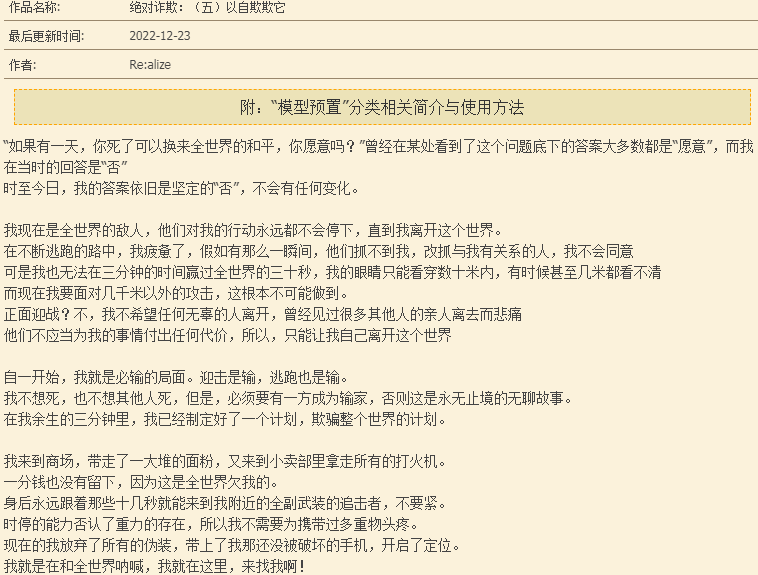 作品名称: 绝对诈欺：（五）以自欺欺它
最后更新时间: 2022-12-23
作者: Re:alize
附：“模型预置”分类相关简介与使用方法
“如果有一天，你死了可以换来全世界的和平，你愿意吗？”曾经在某处看到了这个问题底下的答案大多数都是“愿意”，而我
在当时的回答是“否”
时至今日，我的答案依旧是坚定的“否”，不会有任何变化。
我现在是全世界的敌人，他们对我的行动永远都不会停下，直到我离开这个世界。
在不断逃跑的路中，我疲惫了，假如有那么一瞬间，他们抓不到我，改抓与我有关系的人，我不会同意
可是我也无法在三分钟的时间赢过全世界的三十秒，我的眼睛只能看穿数十米内，有时候甚至几米都看不清
而现在我要面对几千米以外的攻击，这根本不可能做到。
正面迎战？不，我不希望任何无辜的人离开，曾经见过很多其他人的亲人离去而悲痛
他们不应当为我的事情付出任何代价，所以，只能让我自己离开这个世界
自一开始，我就是必输的局面。迎击是输，逃跑也是输。
我不想死，也不想其他人死，但是，必须要有一方成为输家，否则这是永无止境的无聊故事。
在我余生的三分钟里，我已经制定好了一个计划，欺骗整个世界的计划。
我来到商场，带走了一大堆的面粉，又来到小卖部里拿走所有的打火机。
一分钱也没有留下，因为这是全世界欠我的。
身后永远跟着那些十几秒就能来到我附近的全副武装的追击者，不要紧。
时停的能力否认了重力的存在，所以我不需要为携带过多重物头疼。
现在的我放弃了所有的伪装，带上了我那还没被破坏的手机，开启了定位。
我就是在和全世界呐喊，我就在这里，来找我啊！